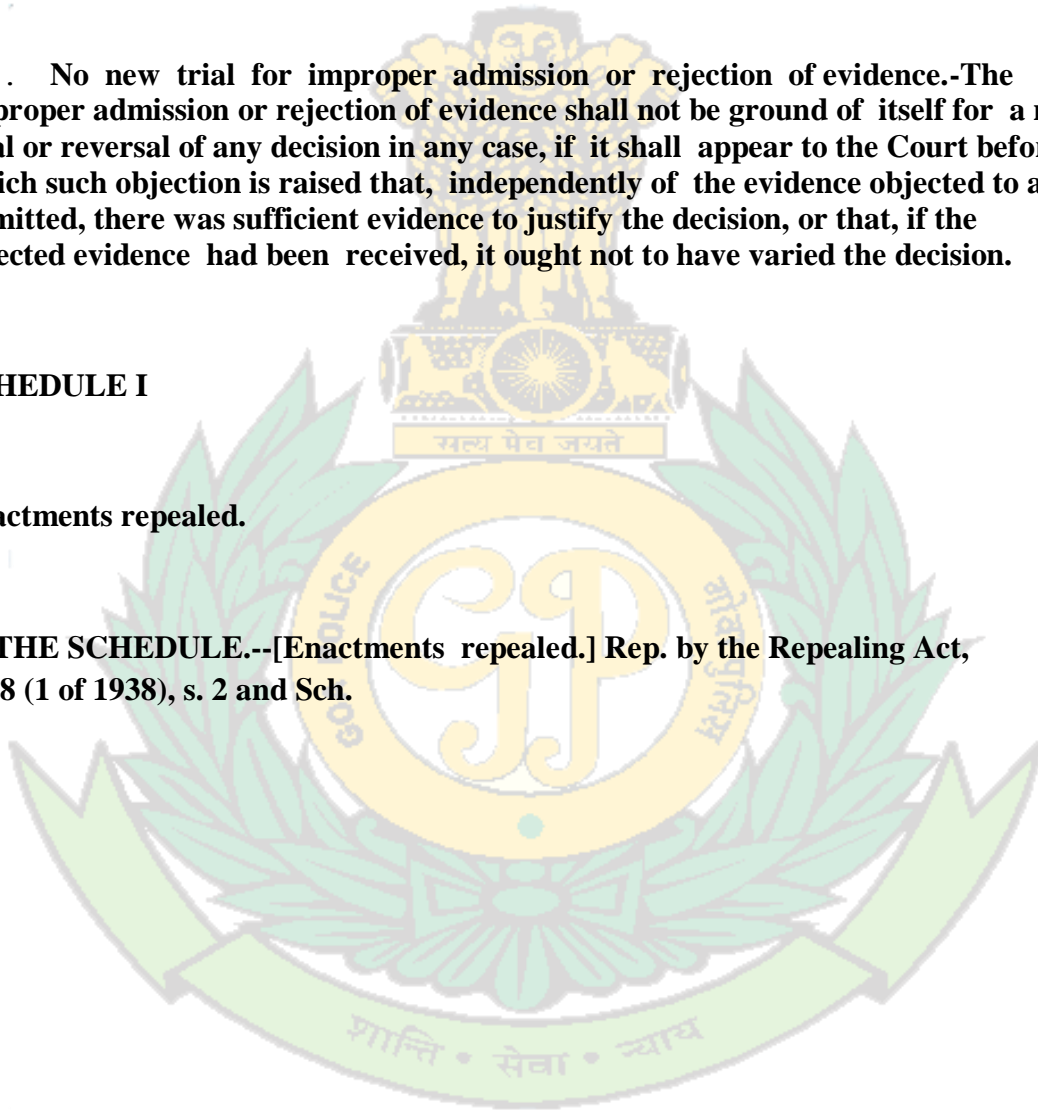 . No new trial for improper admission or rejection of evidence.-The
proper admission or rejection of evidence shall not be ground of itself for a
al or reversal of any decision in any case, if it shall appear to the Court befor
ich such objection is raised that, independently of the evidence objected to a
mitted, there was sufficient evidence to justify the decision, or that, if the
ected evidence had been received, it ought not to have varied the decision.
HEDULE I
actments repealed.
THE SCHEDULE.--[Enactments repealed.] Rep. by the Repealing Act,
8 (1 of 1938), s. 2 and Sch.
सत्य मेव जयते
GOA POLICE
GP
गोवा पुलिस
शान्ति • सेवा • न्याय